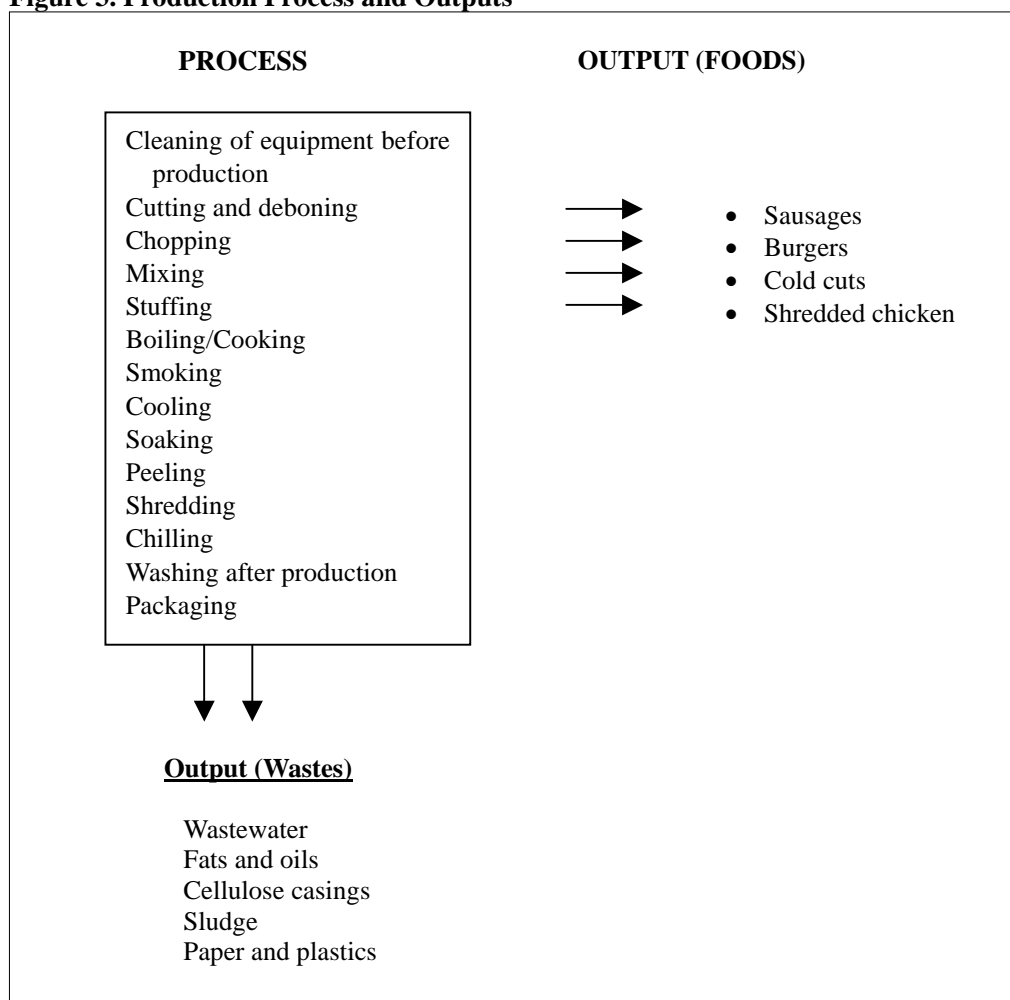 Figure 3. Production Process and Outputs
PROCESS
OUTPUT (FOODS)
Cleaning of equipment before
production
Cutting and deboning
Chopping
Mixing
Stuffing
Boiling/Cooking
Smoking
Cooling
Soaking
Peeling
Shredding
Chilling
Washing after production
Packaging
• Sausages
• Burgers
• Cold cuts
• Shredded chicken
Output (Wastes)
Wastewater
Fats and oils
Cellulose casings
Sludge
Paper and plastics